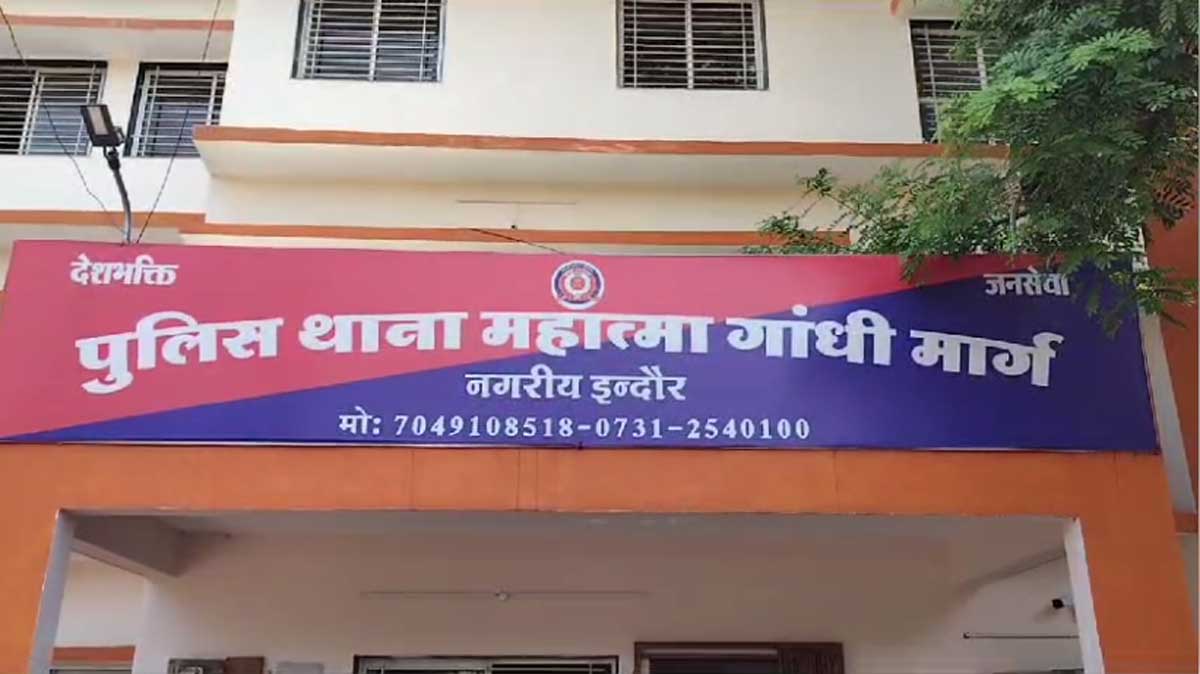 देशभक्ति जनसेवा
पुलिस थाना महात्मा गांधी मार्ग
नगरीय इन्दौर
मो: 7049108518-0731-2540100